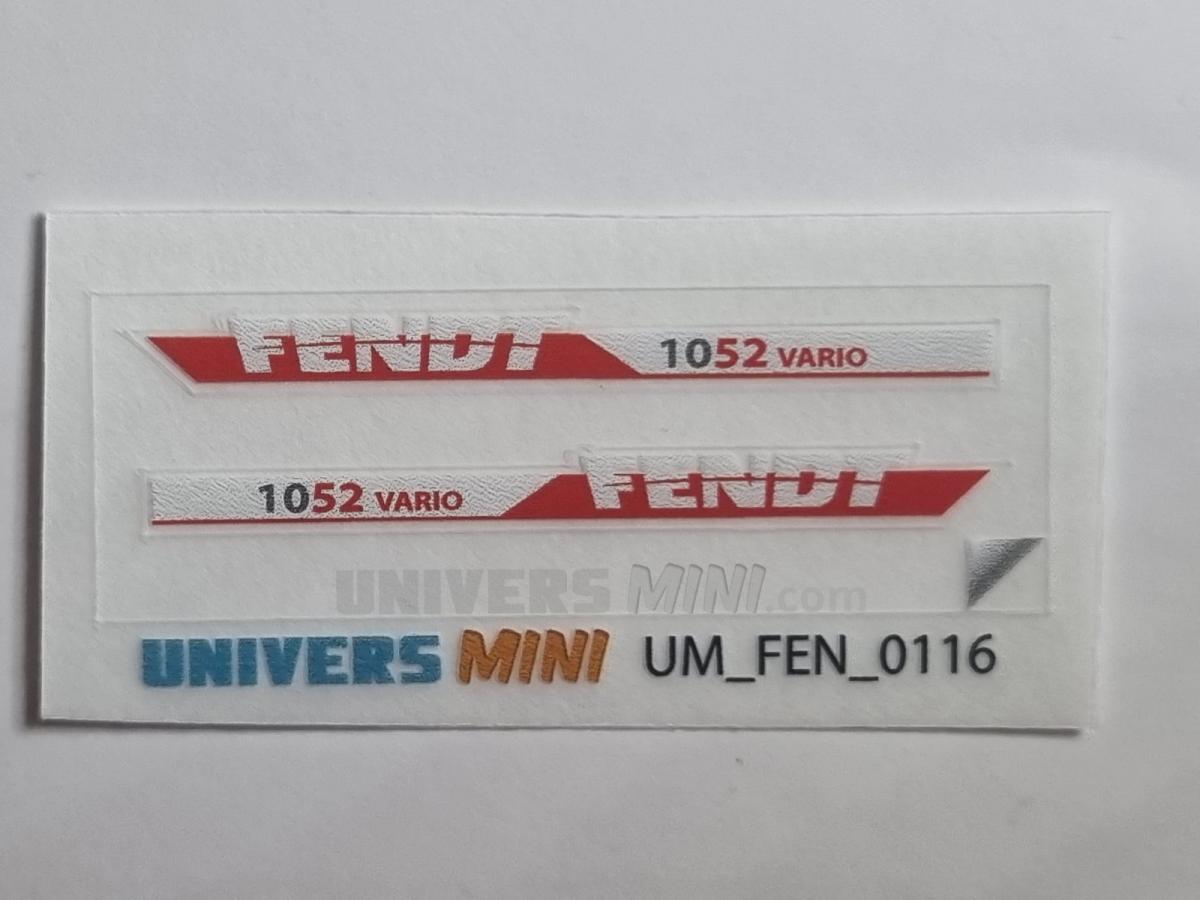 FENDT 1052 VARIO
1052 VARIO FENDT
UNIVERS MINI.com
UNIVERS MINI UM_FEN_0116